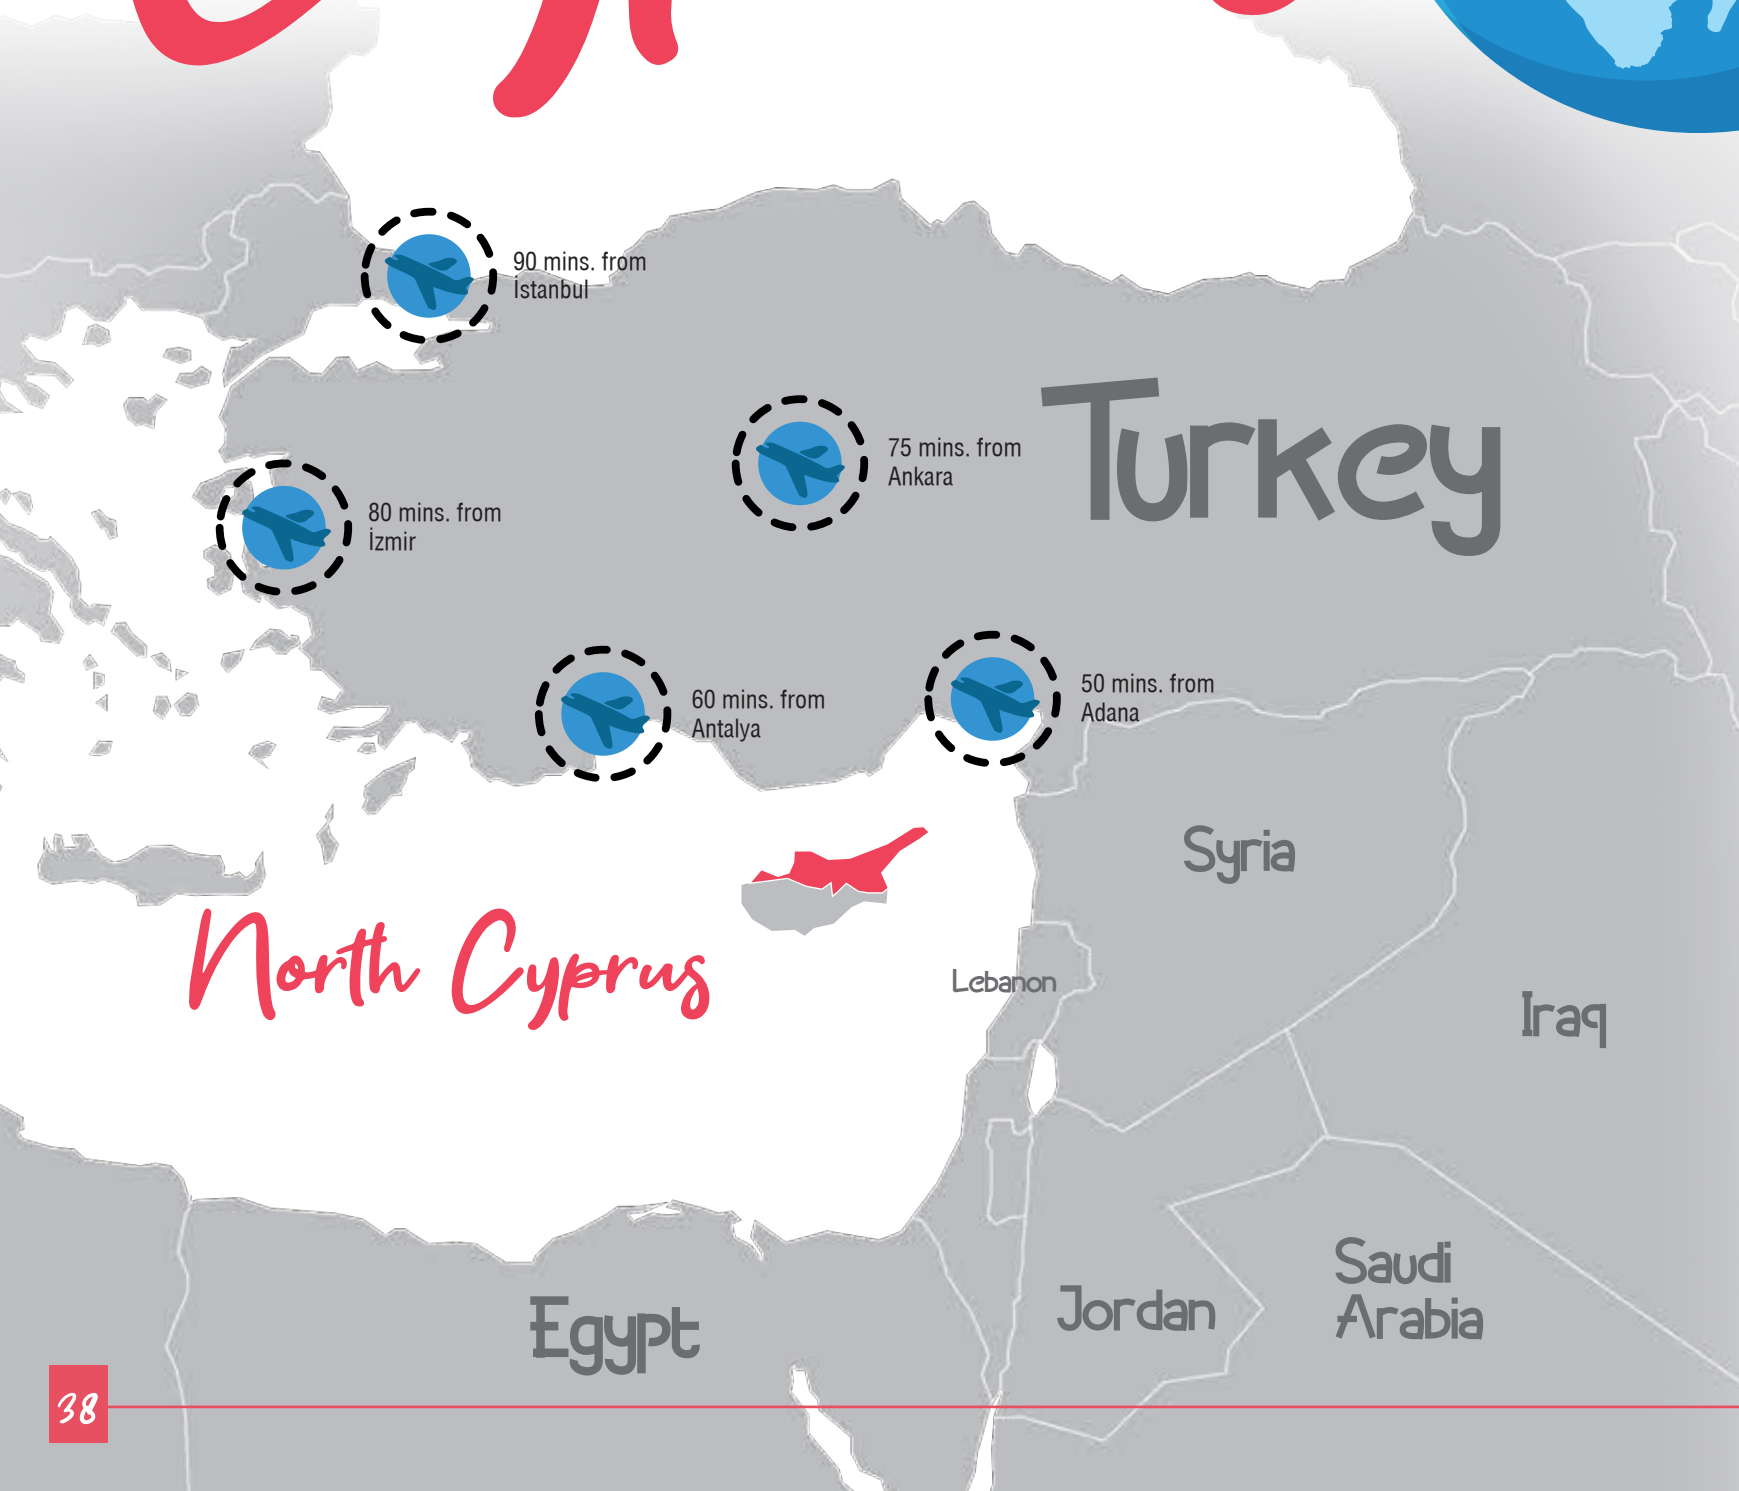 90 mins. from
İstanbul
75 mins. from
Ankara
Turkey
80 mins. from
İzmir
60 mins. from
Antalya
50 mins. from
Adana
Syria
North Cyprus
Lebanon
Iraq
Saudi
Arabia
Jordan
Egypt
38